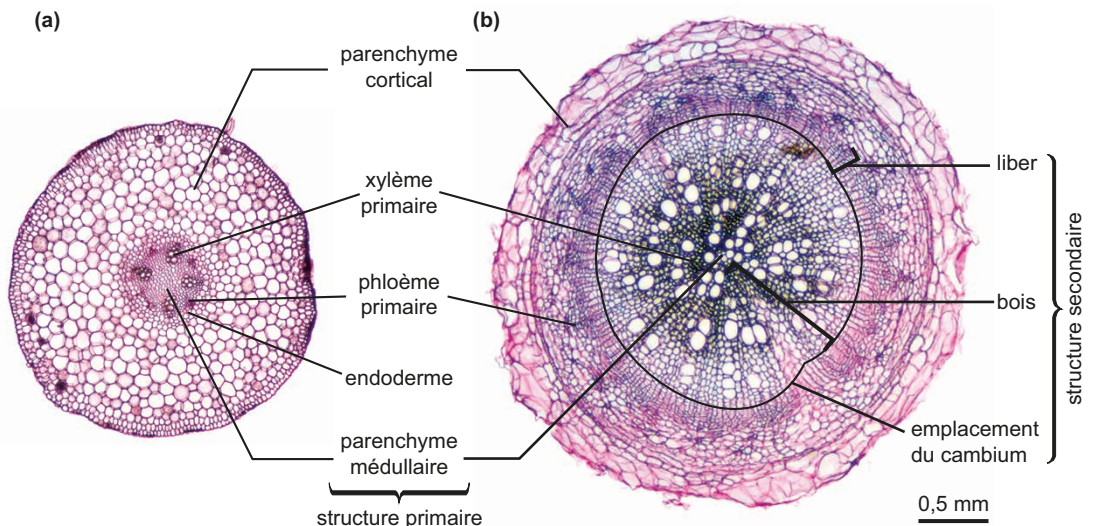 (a)
(b)
parenchyme
cortical
xylème
primaire
phloème
primaire
endoderme
parenchyme
médullaire
structure primaire
liber
bois
emplacement
du cambium
structure secondaire
0,5 mm